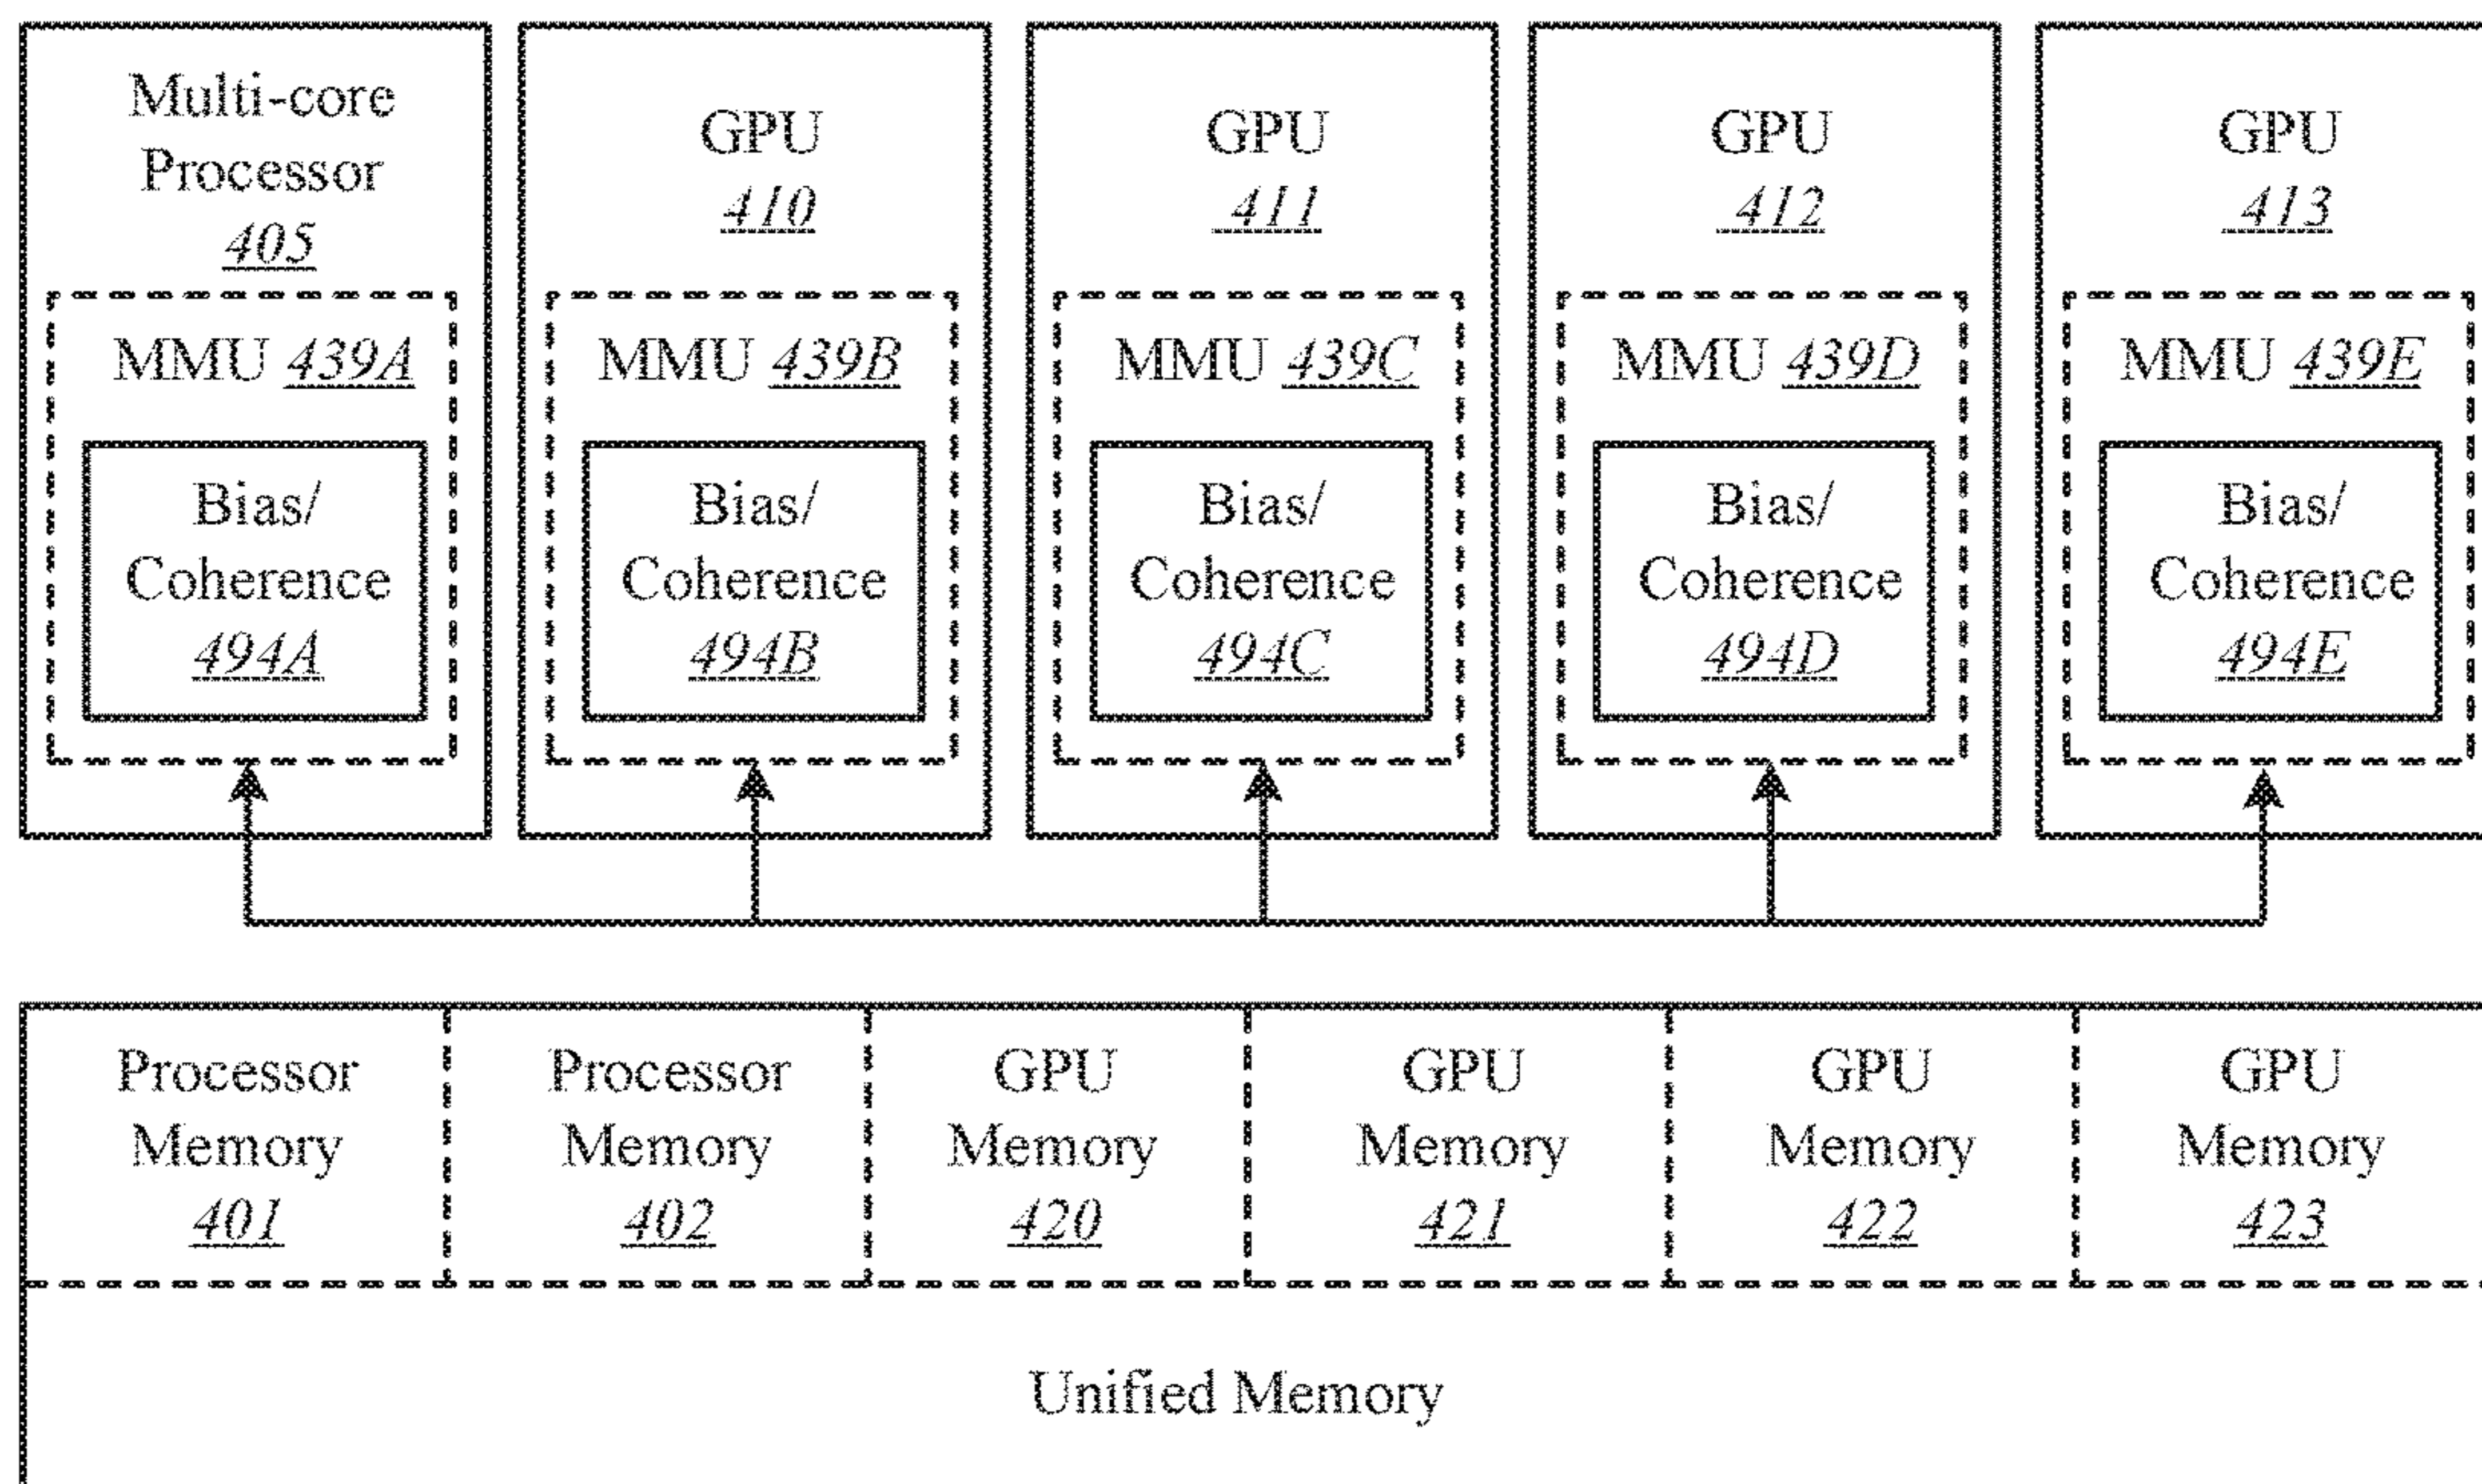 Multi-core
Processor
405
MMU 439A
Bias/
Coherence
494A
GPU
410
MMU 439B
Bias/
Coherence
494B
GPU
411
MMU 439C
Bias/
Coherence
494C
GPU
412
MMU 439D
Bias/
Coherence
494D
GPU
413
MMU 439E
Bias/
Coherence
494E
Processor
Memory
401
Processor
Memory
402
GPU
Memory
420
GPU
Memory
421
GPU
Memory
422
GPU
Memory
423
Unified Memory